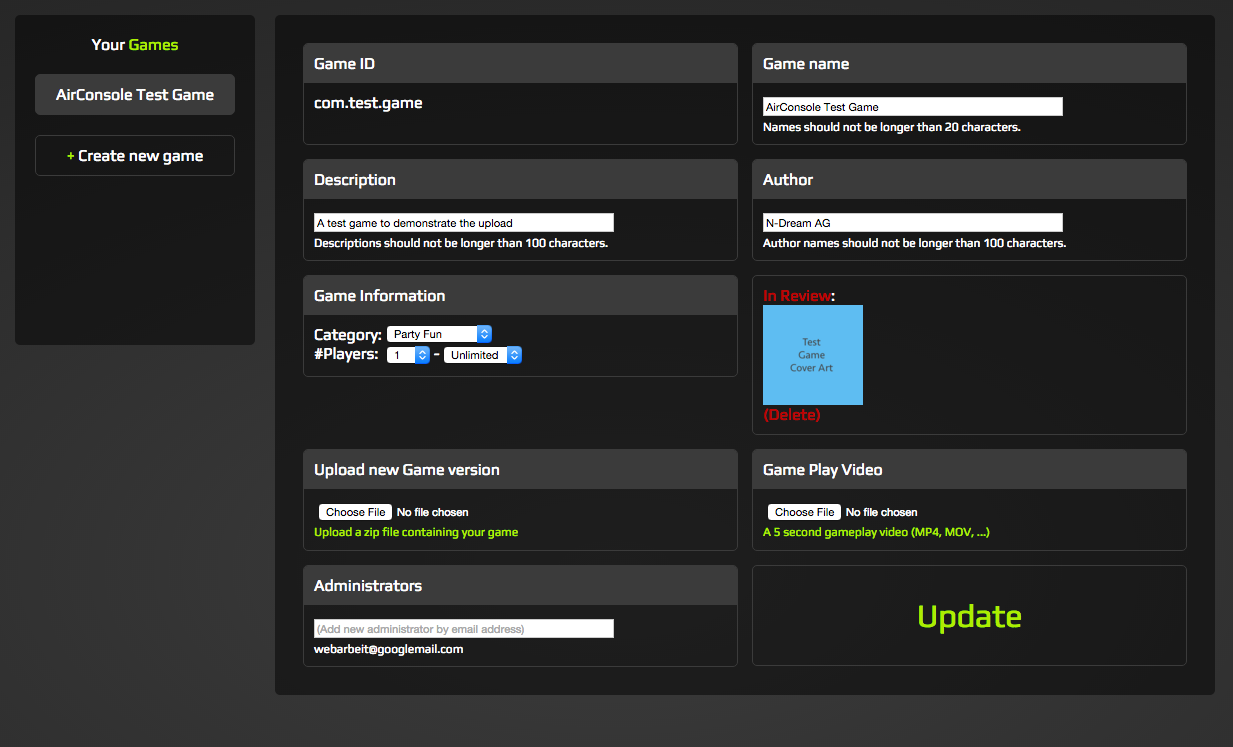 Your Games
AirConsole Test Game
+ Create new game
Game ID
com.test.game
Game name
AirConsole Test Game
Names should not be longer than 20 characters.
Description
A test game to demonstrate the upload
Descriptions should not be longer than 100 characters.
Author
N-Dream AG
Author names should not be longer than 100 characters.
Game Information
Category: Party Fun
#Players: 1 - Unlimited
In Review:
Test
Game
Cover Art
(Delete)
Upload new Game version
Choose File No file chosen
Upload a zip file containing your game
Game Play Video
Choose File No file chosen
A 5 second gameplay video (MP4, MOV, ...)
Administrators
(Add new administrator by email address)
webarbeit@googlemail.com
Update